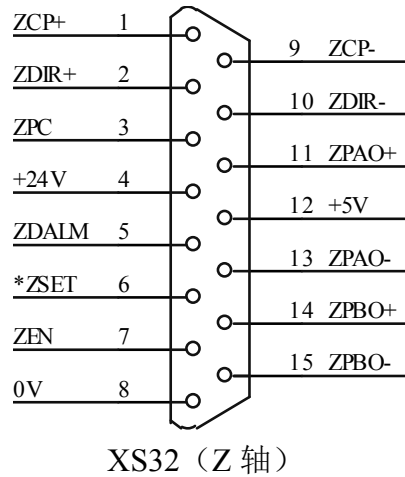 ZCP+ 1
9 ZCP-
ZDIR+ 2
10 ZDIR-
ZPC 3
11 ZPAO+
+24V 4
12 +5V
ZDALM 5
13 ZPAO-
*ZSET 6
14 ZPBO+
ZEN 7
15 ZPBO-
0V 8
XS32（Z 轴）